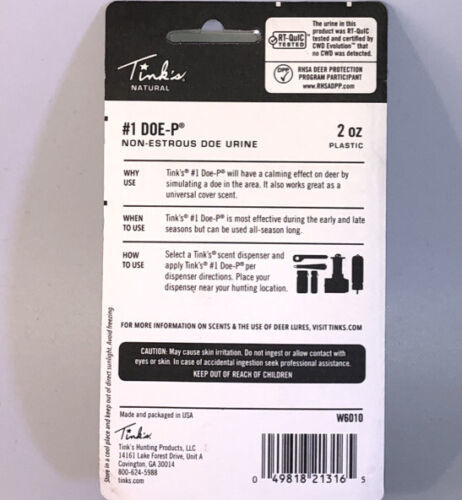 The urine in this
product was RT-QuIC
tested and certified by
CWD Evolution™ that
no CWD was detected.
RT-QuIC
TESTED
DPP
RHSA DEER PROTECTION
PROGRAM PARTICIPANT
WWW.RHSADPP.COM
Tink's®
NATURAL
#1 DOE-P®
NON-ESTROUS DOE URINE
2 oz
PLASTIC
WHY
USE
Tink's® #1 Doe-P® will have a calming effect on deer by
simulating a doe in the area. It also works great as a
universal cover scent.
WHEN
TO USE
Tink's® #1 Doe-P® is most effective during the early and late
seasons but can be used all-season long.
HOW
TO USE
Select a Tink's® scent dispenser and
apply Tink's® #1 Doe-P® per
dispenser directions. Place your
dispenser near your hunting location.
Store in a cool place and keep out of direct sunlight. Avoid freezing.
FOR MORE INFORMATION ON SCENTS & THE USE OF DEER LURES, VISIT TINKS.COM.
CAUTION: May cause skin irritation. Do not ingest or allow contact with
eyes or skin. In case of accidental ingestion seek professional assistance.
KEEP OUT OF REACH OF CHILDREN
Made and packaged in USA
W6010
Tink's®
Tink's Hunting Products, LLC
14161 Lake Forest Drive, Unit A
Covington, GA 30014
800-624-5988
tinks.com
0 49818 21316 5